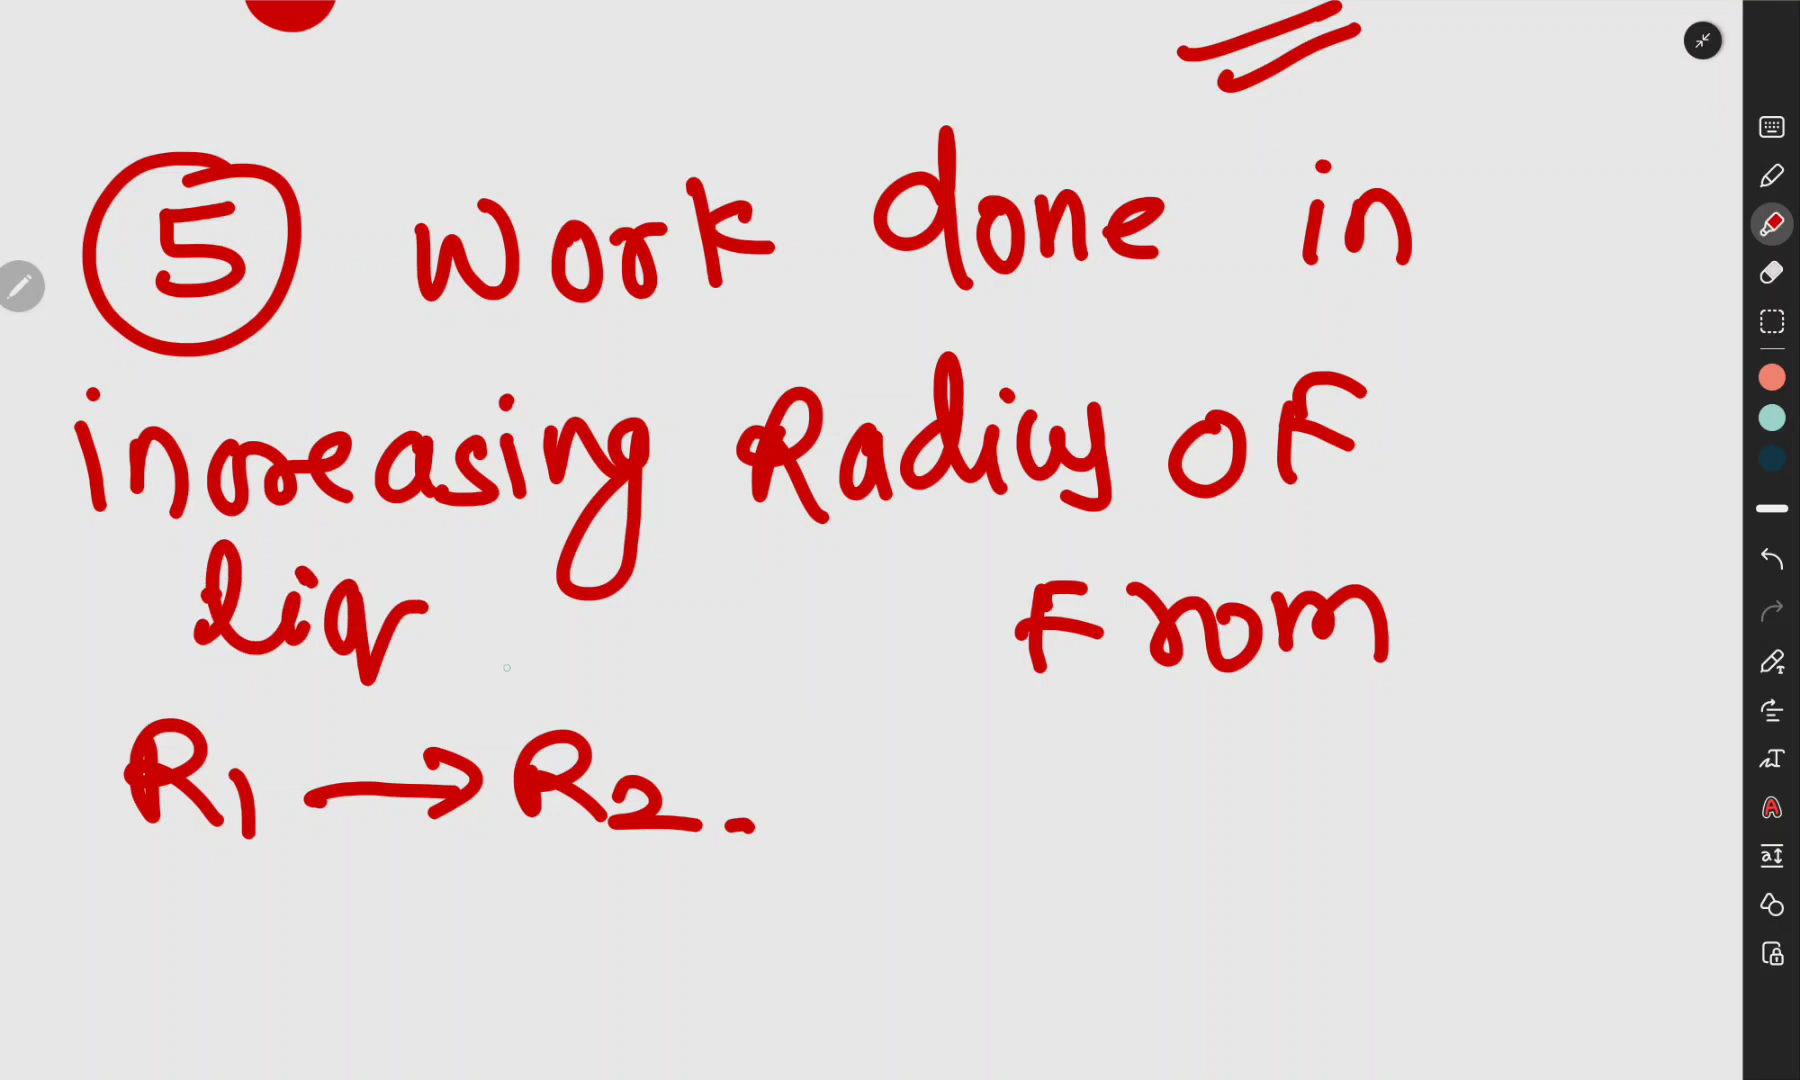 5 Work done in
increasing Radius OF
liq From
R1 → R2.